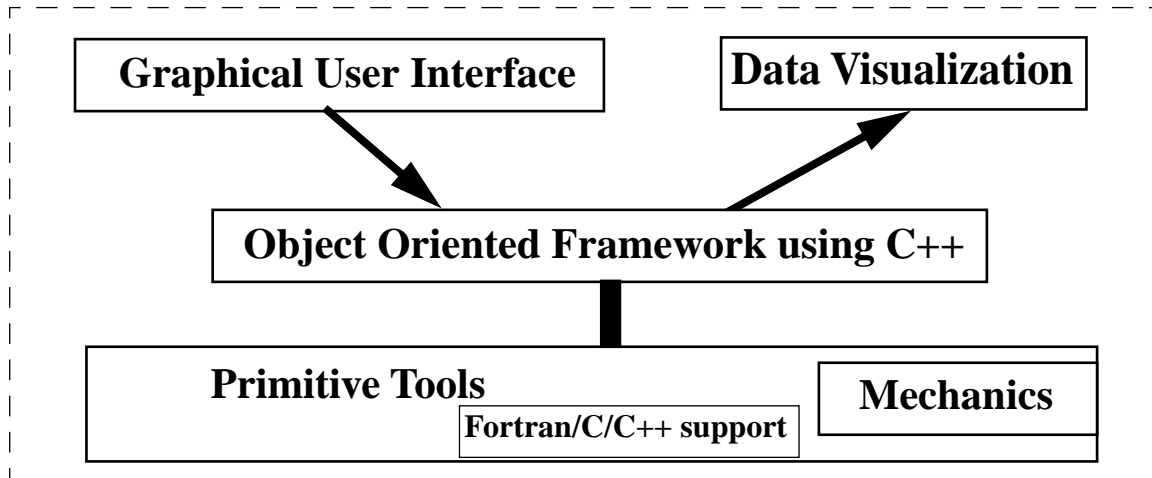 Graphical User Interface
Data Visualization
Object Oriented Framework using C++
Primitive Tools
Mechanics
Fortran/C/C++ support